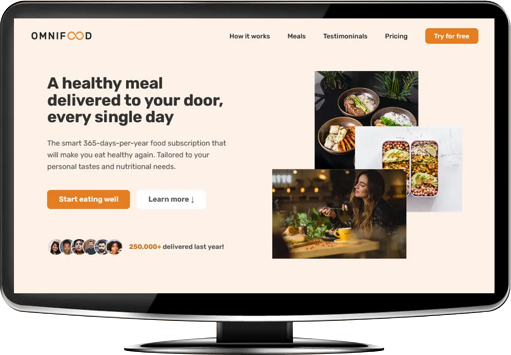 OMNIFOOD
How it works
Meals
Testimoninals
Pricing
Try for free
A healthy meal
delivered to your door,
every single day
The smart 365-days-per-year food subscription that
will make you eat healthy again. Tailored to your
personal tastes and nutritional needs.
Start eating well
Learn more ↓
250,000+ delivered last year!